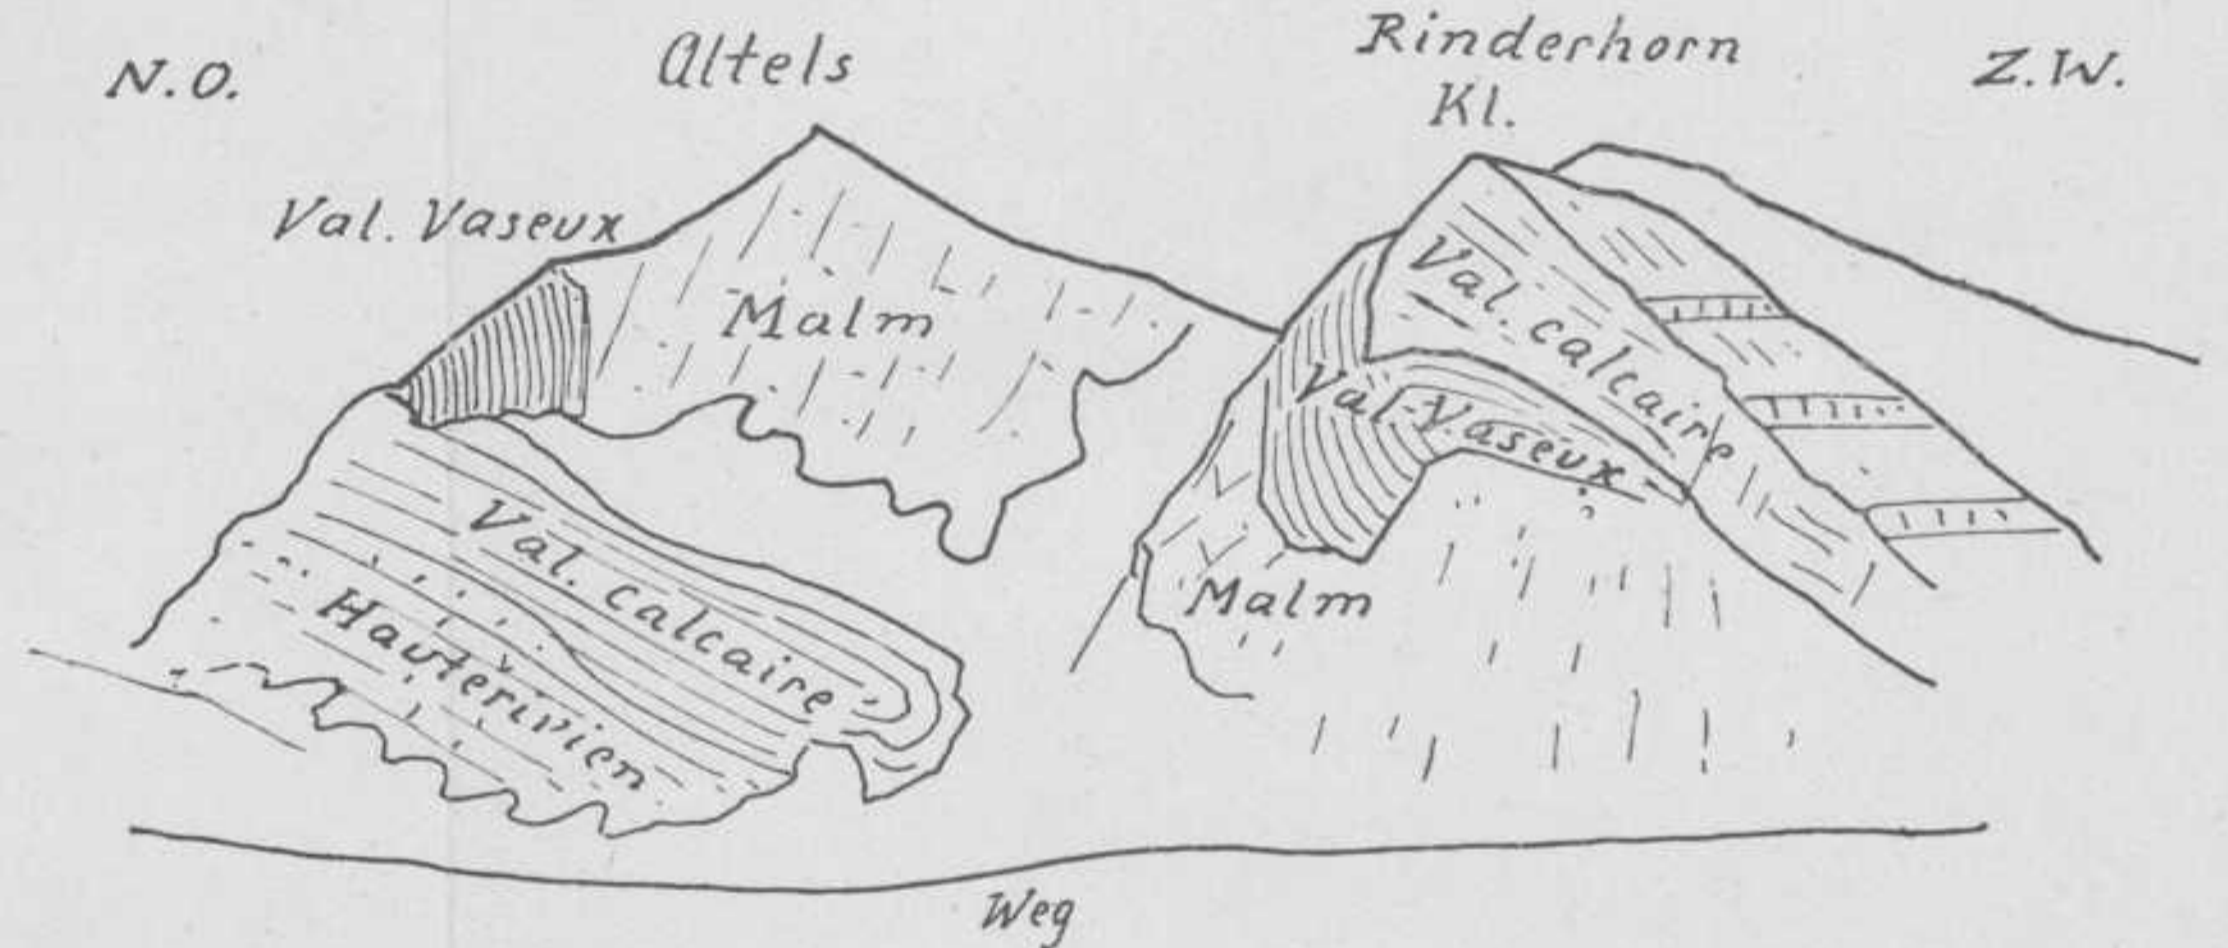 N.O.
Altels
Rinderhorn
Kl.
Z.W.
Val. Vaseux
Malm
Val. calcaire
Val. Vaseux
Val. calcaire
Hauterivien
Malm
Weg